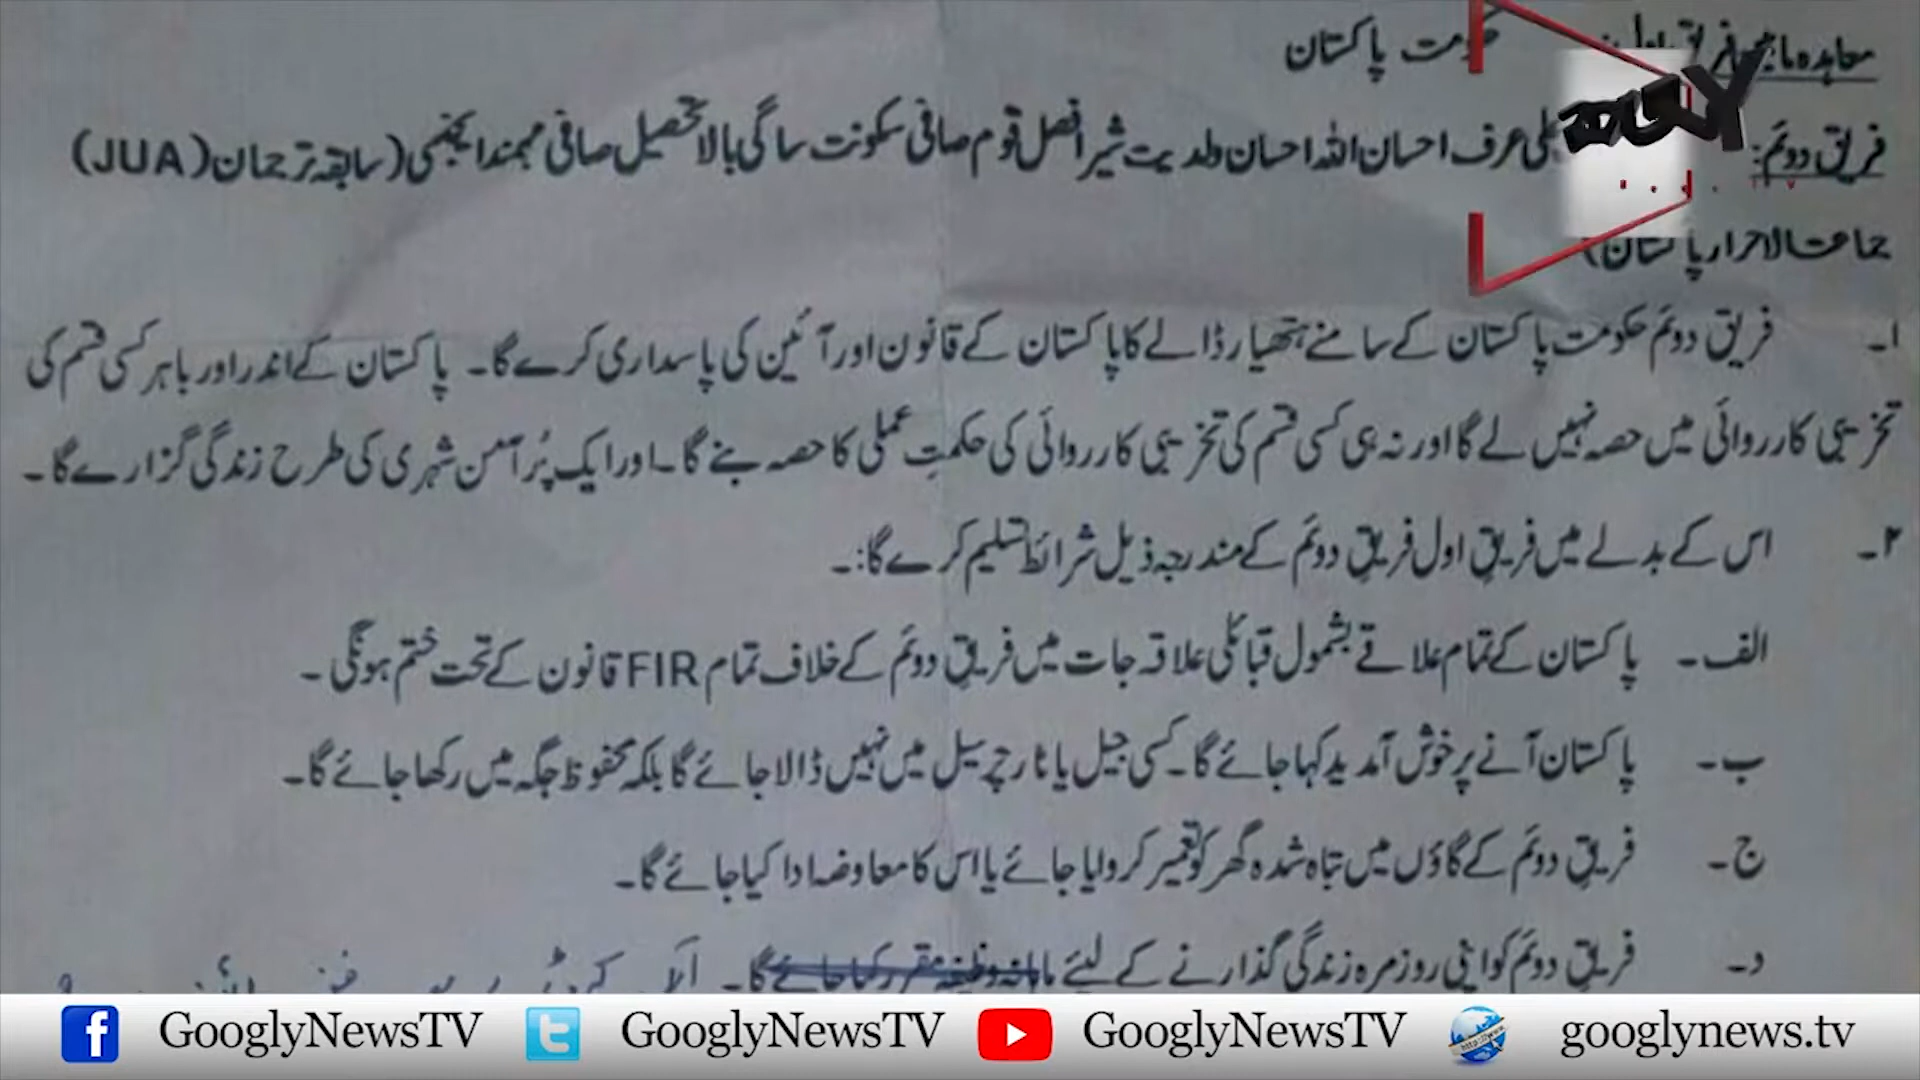 معاہدہ مابین فریق اول: حکومت پاکستان
فریق دوئم: علی عرف احسان اللہ احسان ولدیت شیر افضل قوم صافی سکونت ساگی بالا تحصیل صافی مہمند ایجنسی (سابقہ ترجمان (JUA)
جماعت الاحرار پاکستان)
۱۔ فریق دوئم حکومت پاکستان کے سامنے ہتھیار ڈالے گا پاکستان کے قانون اور آئین کی پاسداری کرے گا۔ پاکستان کے اندر اور باہر کسی قسم کی
تخریبی کارروائی میں حصہ نہیں لے گا اور نہ ہی کسی قسم کی تخریبی کارروائی کی حکمتِ عملی کا حصہ بنے گا۔ اور ایک پُر آمن شہری کی طرح زندگی گزارے گا۔
۲۔ اس کے بدلے میں فریقِ اول فریقِ دوئم کے مندرجہ ذیل شرائط تسلیم کرے گا:۔
الف۔ پاکستان کے تمام علاقے بشمول قبائلی علاقہ جات میں فریقِ دوئم کے خلاف تمام FIR قانون کے تحت ختم ہونگی۔
ب۔ پاکستان آنے پر خوش آمدید کہا جائے گا۔ کسی جیل یا ٹارچر سیل میں نہیں ڈالا جائے گا بلکہ محفوظ جگہ میں رکھا جائے گا۔
ج۔ فریقِ دوئم کے گاؤں میں تباہ شدہ گھر کو تعمیر کروایا جائے یا اس کا معاوضہ ادا کیا جائے گا۔
د۔ فریقِ دوئم کو اپنی روزمرہ زندگی گذارنے کے لیئے ماہانہ وظیفہ مقرر کیا جائے گا۔
GooglyNewsTV GooglyNewsTV GooglyNewsTV googlynews.tv